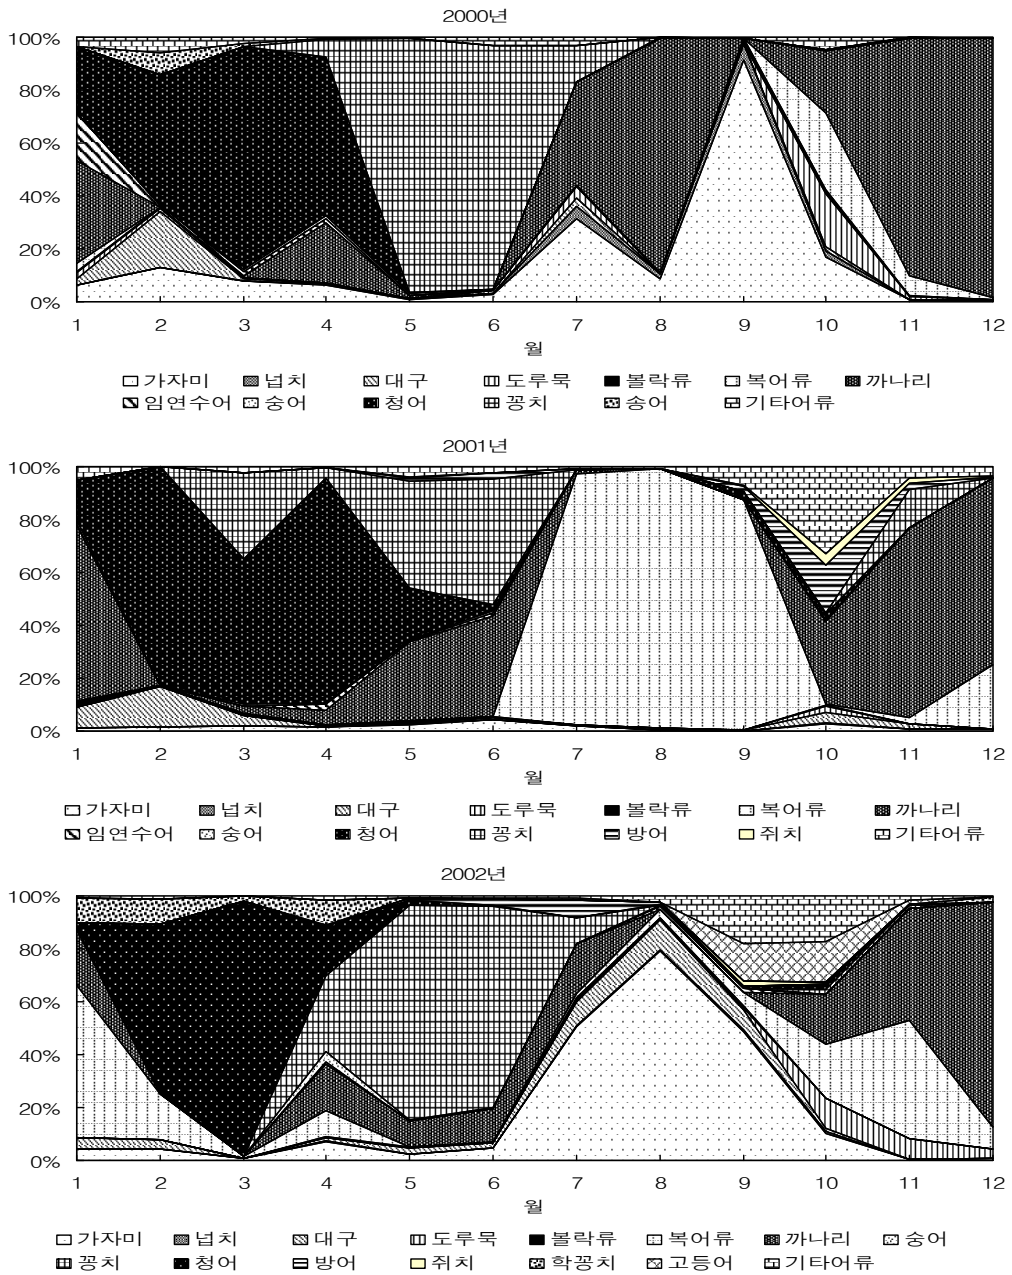 2000년
100%
80%
60%
40%
20%
0%
1 2 3 4 5 6 7 8 9 10 11 12
월
가자미 넙치 대구 도루묵 볼락류 복어류 까나리
임연수어 숭어 청어 꽁치 송어 기타어류
2001년
100%
80%
60%
40%
20%
0%
1 2 3 4 5 6 7 8 9 10 11 12
월
가자미 넙치 대구 도루묵 볼락류 복어류 까나리
임연수어 숭어 청어 꽁치 방어 쥐치 기타어류
2002년
100%
80%
60%
40%
20%
0%
1 2 3 4 5 6 7 8 9 10 11 12
월
가자미 넙치 대구 도루묵 볼락류 복어류 까나리 숭어
꽁치 청어 방어 쥐치 학꽁치 고등어 기타어류